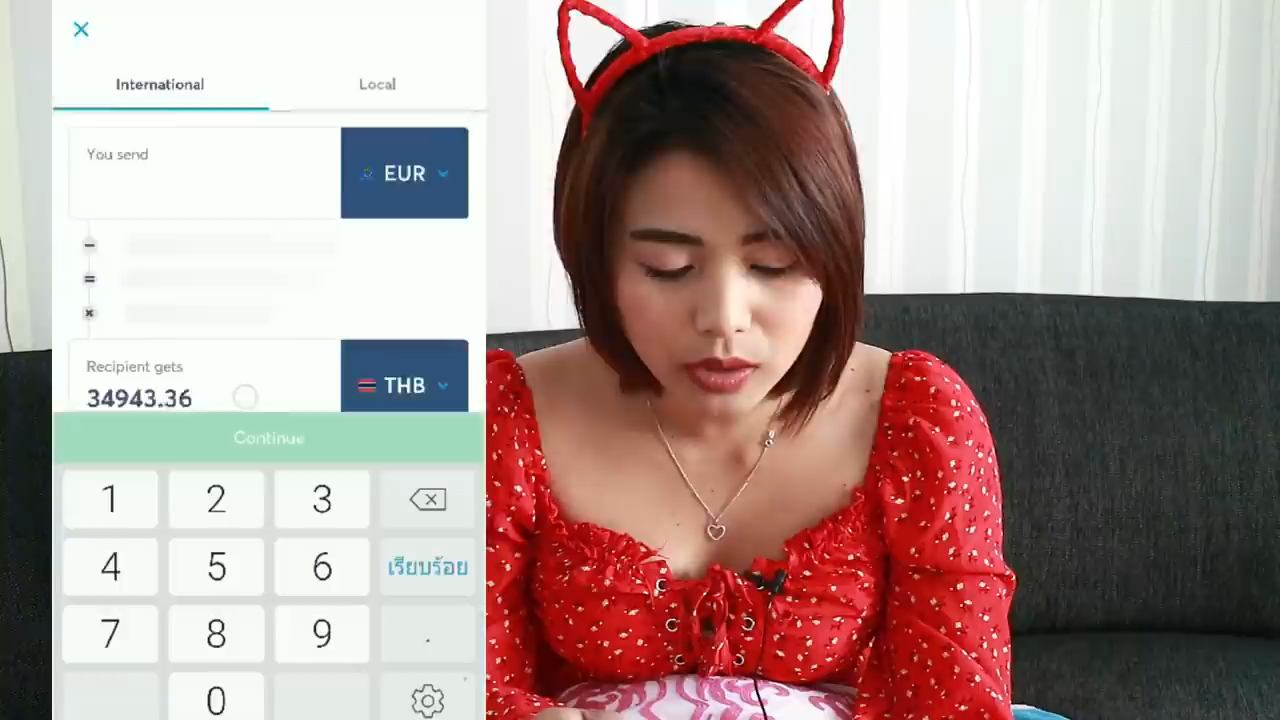 International
Local
You send
EUR
Recipient gets
34943.36
THB
Continue
1 2 3
4 5 6 เรียบร้อย
7 8 9 .
0